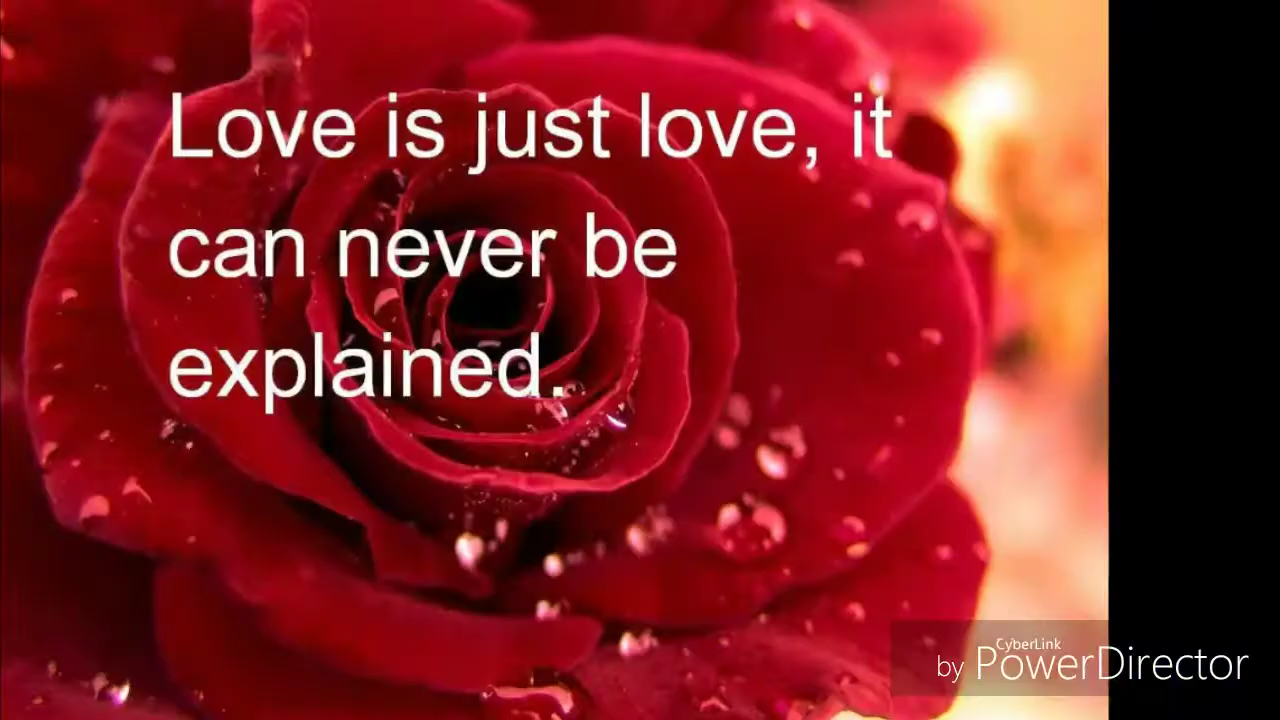 Love is just love, it
can never be
explained.
CyberLink
by PowerDirector